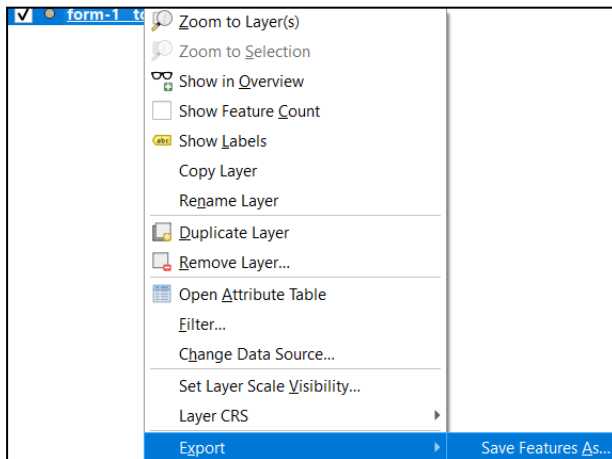 form-1 to
Zoom to Layer(s)
Zoom to Selection
Show in Overview
Show Feature Count
abc Show Labels
Copy Layer
Rename Layer
Duplicate Layer
Remove Layer...
Open Attribute Table
Filter...
Change Data Source...
Set Layer Scale Visibility...
Layer CRS
Export Save Features As...